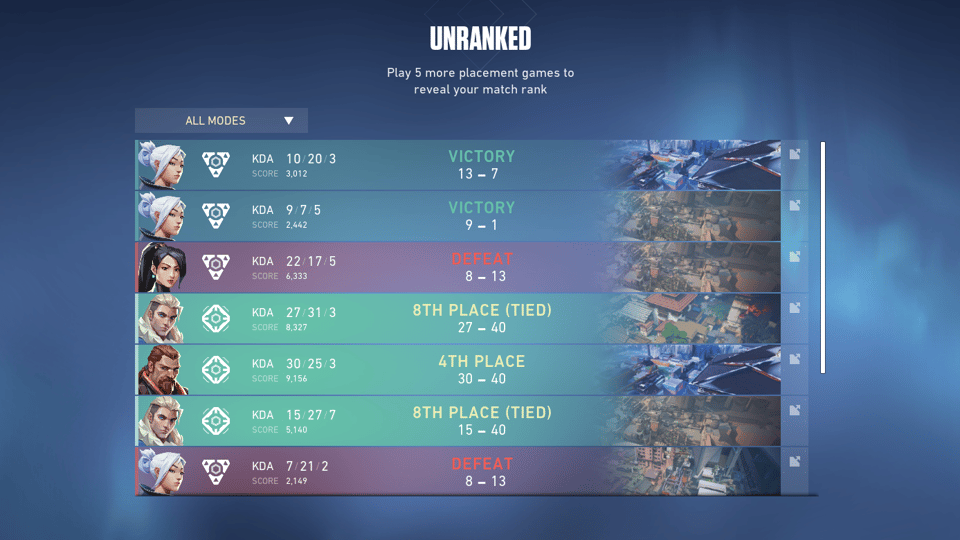 UNRANKED
Play 5 more placement games to
reveal your match rank
ALL MODES
KDA 10/20/3
SCORE 3,012
VICTORY
13 – 7
KDA 9/7/5
SCORE 2,442
VICTORY
9 – 1
KDA 22/17/5
SCORE 6,333
DEFEAT
8 – 13
KDA 27/31/3
SCORE 8,327
8TH PLACE (TIED)
27 – 40
KDA 30/25/3
SCORE 9,156
4TH PLACE
30 – 40
KDA 15/27/7
SCORE 5,140
8TH PLACE (TIED)
15 – 40
KDA 7/21/2
SCORE 2,149
DEFEAT
8 – 13